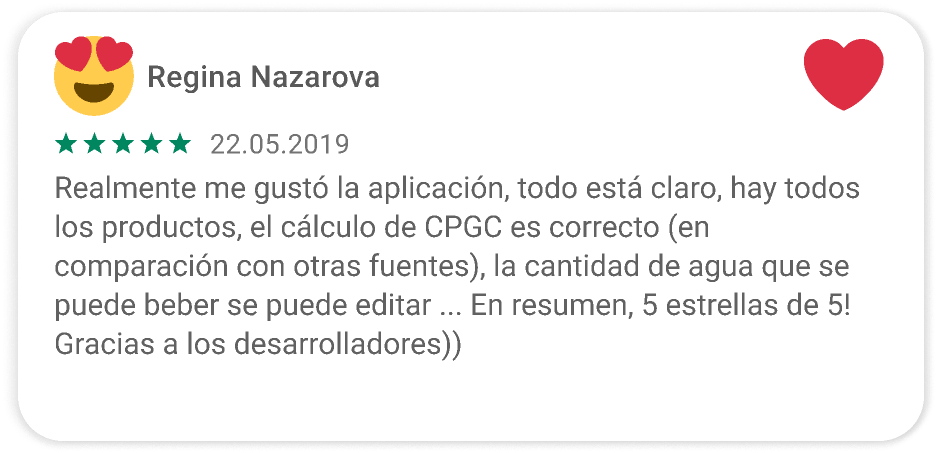 Regina Nazarova
22.05.2019
Realmente me gustó la aplicación, todo está claro, hay todos
los productos, el cálculo de CPGC es correcto (en
comparación con otras fuentes), la cantidad de agua que se
puede beber se puede editar ... En resumen, 5 estrellas de 5!
Gracias a los desarrolladores))